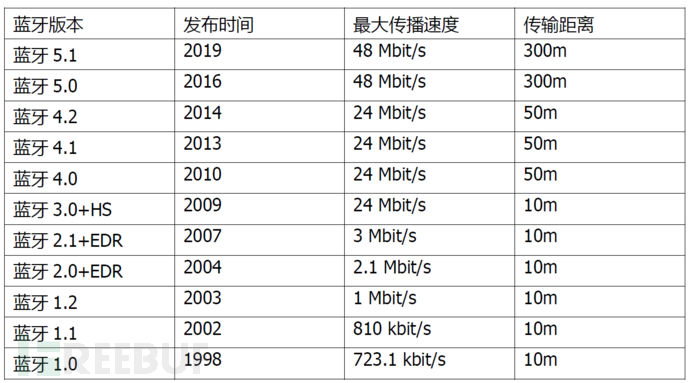 蓝牙版本 发布时间 最大传播速度 传输距离
蓝牙 5.1 2019 48 Mbit/s 300m
蓝牙 5.0 2016 48 Mbit/s 300m
蓝牙 4.2 2014 24 Mbit/s 50m
蓝牙 4.1 2013 24 Mbit/s 50m
蓝牙 4.0 2010 24 Mbit/s 50m
蓝牙 3.0+HS 2009 24 Mbit/s 10m
蓝牙 2.1+EDR 2007 3 Mbit/s 10m
蓝牙 2.0+EDR 2004 2.1 Mbit/s 10m
蓝牙 1.2 2003 1 Mbit/s 10m
蓝牙 1.1 2002 810 kbit/s 10m
蓝牙 1.0 1998 723.1 kbit/s 10m
REEBUF